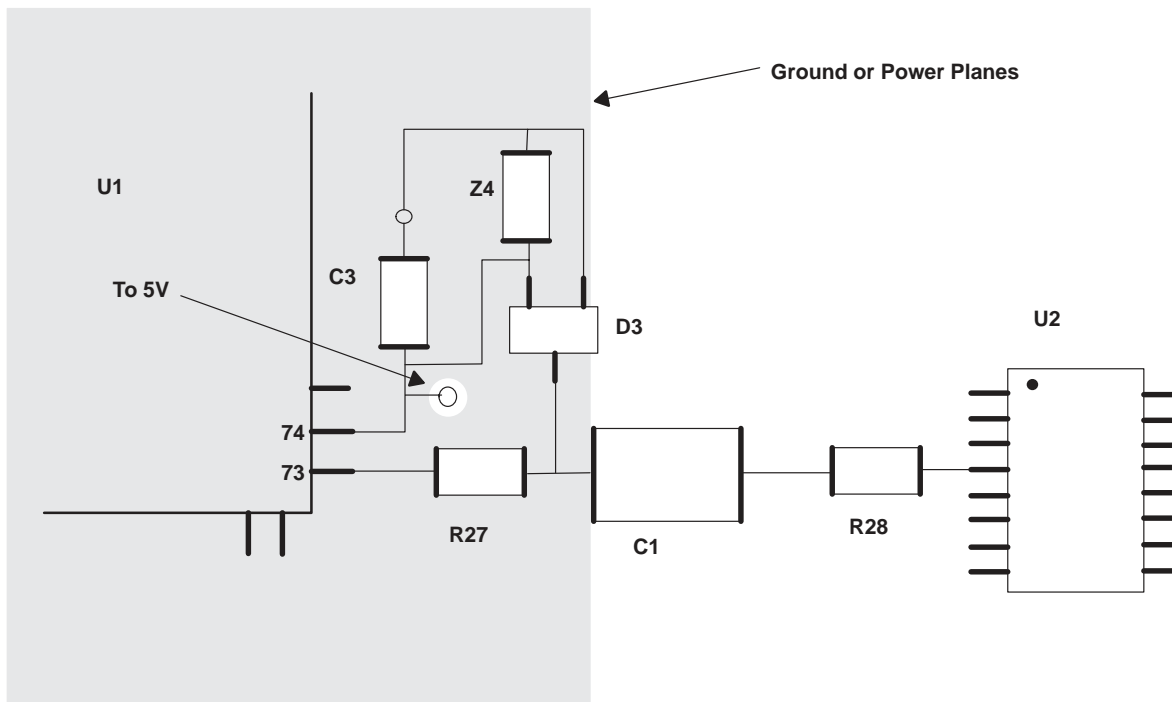 Ground or Power Planes
U1
Z4
C3
To 5V
D3
U2
74
73
R27
C1
R28